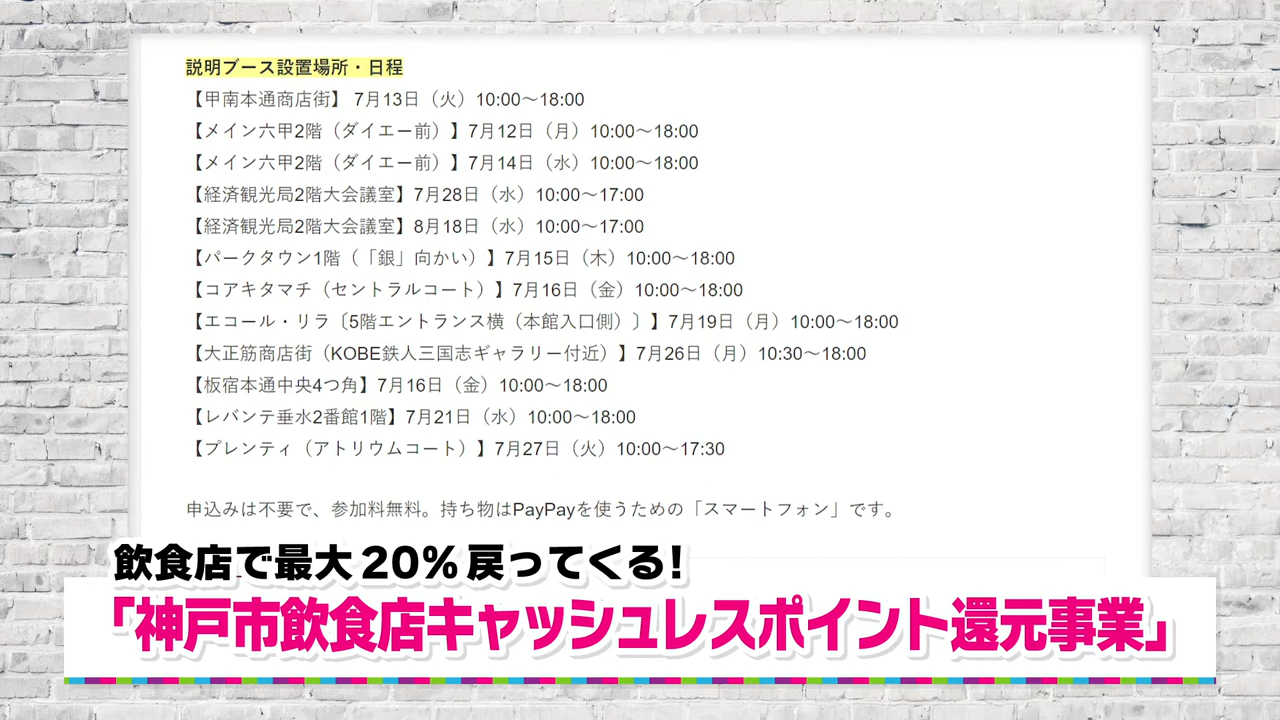 説明ブース設置場所・日程
【甲南本通商店街】 7月13日（火）10:00～18:00
【メイン六甲2階（ダイエー前）】7月12日（月）10:00～18:00
【メイン六甲2階（ダイエー前）】7月14日（水）10:00～18:00
【経済観光局2階大会議室】7月28日（水）10:00～17:00
【経済観光局2階大会議室】8月18日（水）10:00～17:00
【パークタウン1階（「銀」向かい）】7月15日（木）10:00～18:00
【コアキタマチ（セントラルコート）】7月16日（金）10:00～18:00
【エコール・リラ〔5階エントランス横（本館入口側）〕】7月19日（月）10:00～18:00
【大正筋商店街（KOBE鉄人三国志ギャラリー付近）】7月26日（月）10:30～18:00
【板宿本通中央4つ角】7月16日（金）10:00～18:00
【レバンテ垂水2番館1階】7月21日（水）10:00～18:00
【プレンティ（アトリウムコート）】7月27日（火）10:00～17:30
申込みは不要で、参加料無料。持ち物はPayPayを使うための「スマートフォン」です。
飲食店で最大20%戻ってくる！
「神戸市飲食店キャッシュレスポイント還元事業」